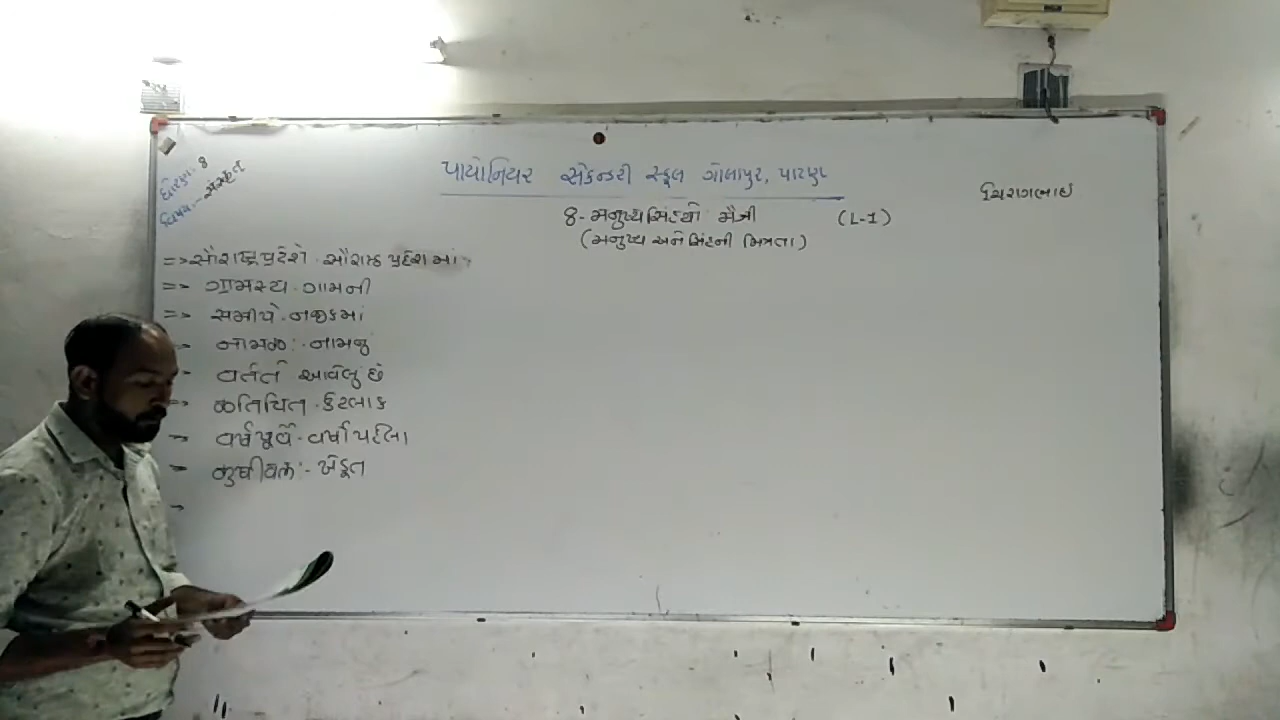 ધોરણ:- 8
વિષય:- સંસ્કૃત
પાયોનિયર સેકન્ડરી સ્કૂલ ગોલાપુર, પાટણ
ચિરાગભાઇ
8 - મનુષ્યસિંહયો મૈત્રી (L-1)
(મનુષ્ય અને સિંહની મિત્રતા)
=> સૌરાષ્ટ્રપ્રદેશે - સૌરાષ્ટ્ર પ્રદેશમાં
=> ગ્રામસ્ય - ગામની
=> સમીપે - નજીકમાં
=> નામક: - નામનું
=> વર્તતે આવેલું છે
=> કતિચિત - કેટલાક
=> વર્ષપૂર્વે - વર્ષોપહેલા
=> કૃષીવલ: - ખેડૂત